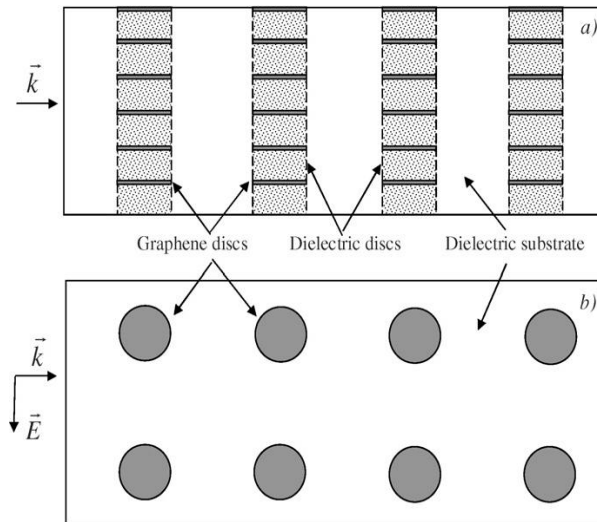 a)
k
Graphene discs Dielectric discs Dielectric substrate
b)
k
E